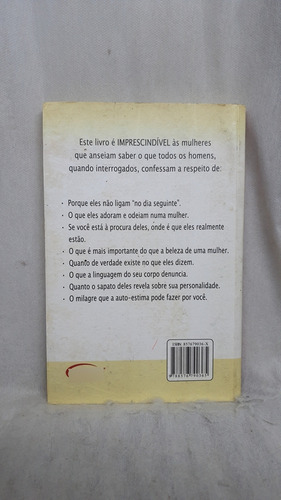 Este livro é IMPRESCINDÍVEL às mulheres
que anseiam saber o que todos os homens,
quando interrogados, confessam a respeito de:
· Porque eles não ligam "no dia seguinte".
· O que eles adoram e odeiam numa mulher.
· Se você está à procura deles, onde é que eles realmente
estão.
· O que é mais importante do que a beleza de uma mulher.
· Quanto de verdade existe no que eles dizem.
· O que a linguagem do seu corpo denuncia.
· Quanto o sapato deles revela sobre sua personalidade.
· O milagre que a auto-estima pode fazer por você.